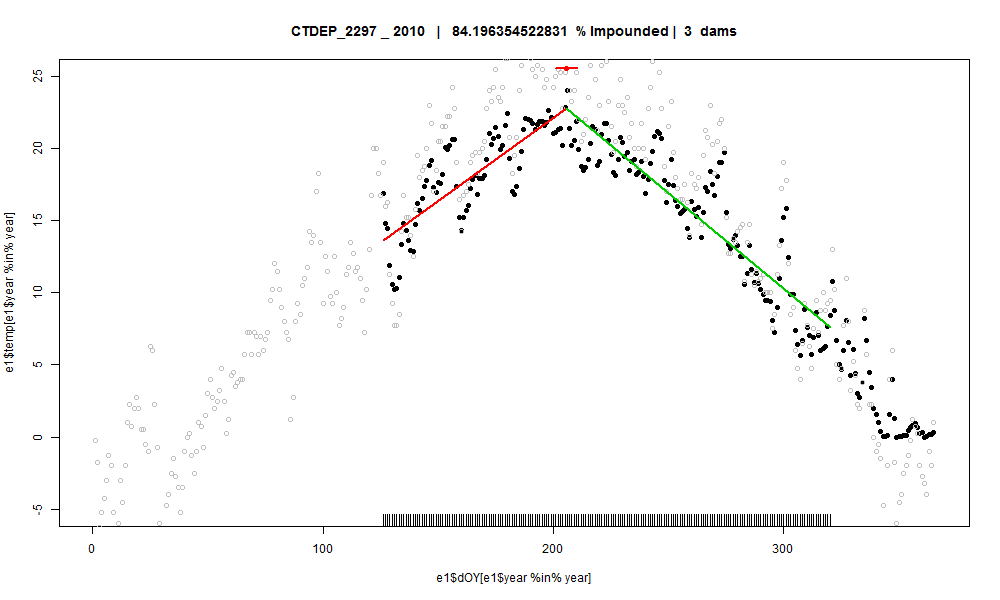 CTDEP_2297 _ 2010 | 84.196354522831 % Impounded | 3 dams
25
20
15
10
5
0
-5
e1$temp[e1$year %in% year]
0 100 200 300
e1$dOY[e1$year %in% year]